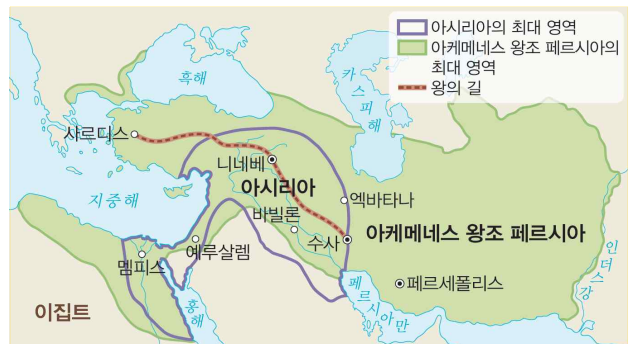 아시리아의 최대 영역
아케메네스 왕조 페르시아의
최대 영역
왕의 길
흑해
카스피해
사르디스
니네베
아시리아
엑바타나
지중해
바빌론
수사
아케메네스 왕조 페르시아
예루살렘
멤피스
페르세폴리스
인더스강
페르시아만
홍해
이집트